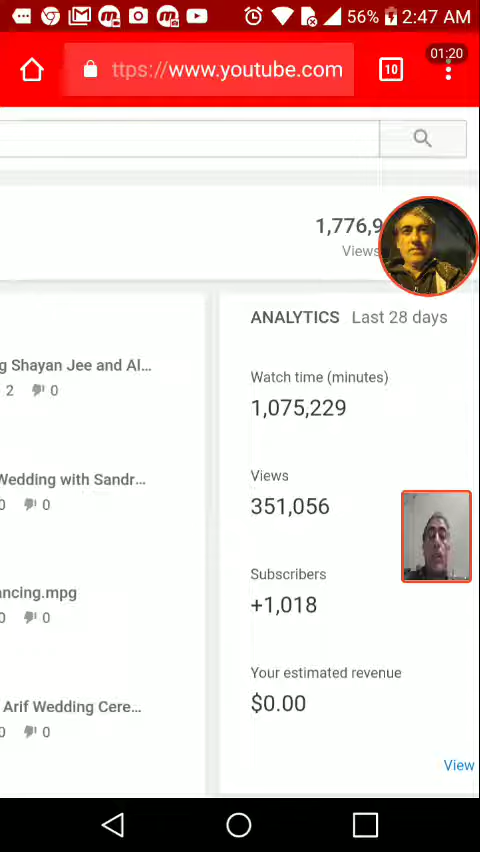 56% 2:47 AM
01:20
ttps://www.youtube.com
10
1,776,9
Views
ANALYTICS Last 28 days
g Shayan Jee and Al...
2 0
Watch time (minutes)
1,075,229
Wedding with Sandr...
0 0
Views
351,056
ancing.mpg
0 0
Subscribers
+1,018
Your estimated revenue
$0.00
Arif Wedding Cere...
0 0
View